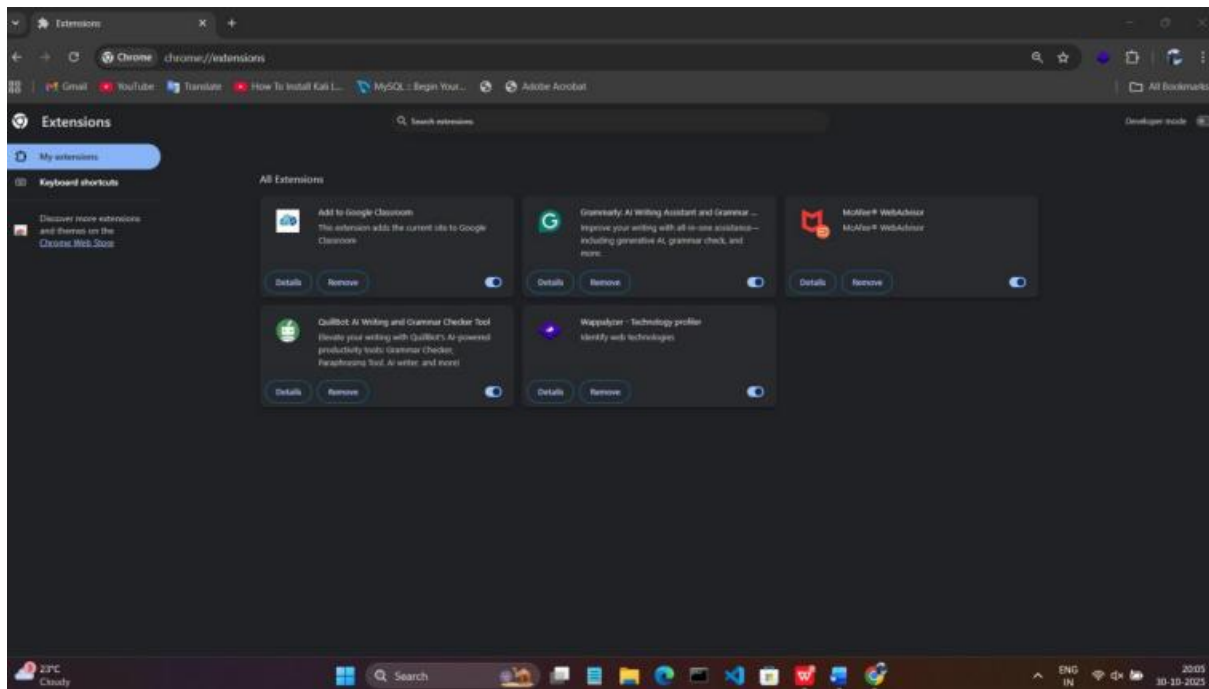 Extensions
Chrome
chrome://extensions
Gmail
YouTube
Translate
How To Install Kali L...
MySQL :: Begin Your...
Adobe Acrobat
All Bookmarks
Extensions
Search extensions
Developer mode
My extensions
Keyboard shortcuts
Discover more extensions
and themes on the
Chrome Web Store
All Extensions
Add to Google Classroom
This extension adds the current site to Google
Classroom
Details
Remove
Grammarly: AI Writing Assistant and Grammar ...
Improve your writing with all-in-one assistance—
including generative AI, grammar check, and
more.
Details
Remove
McAfee® WebAdvisor
McAfee® WebAdvisor
Details
Remove
QuillBot: AI Writing and Grammar Checker Tool
Elevate your writing with QuillBot's AI-powered
productivity tools: Grammar Checker,
Paraphrasing Tool, AI writer, and more!
Details
Remove
Wappalyzer - Technology profiler
Identify web technologies
Details
Remove
23°C
Cloudy
Search
ENG
IN
20:05
30-10-2025